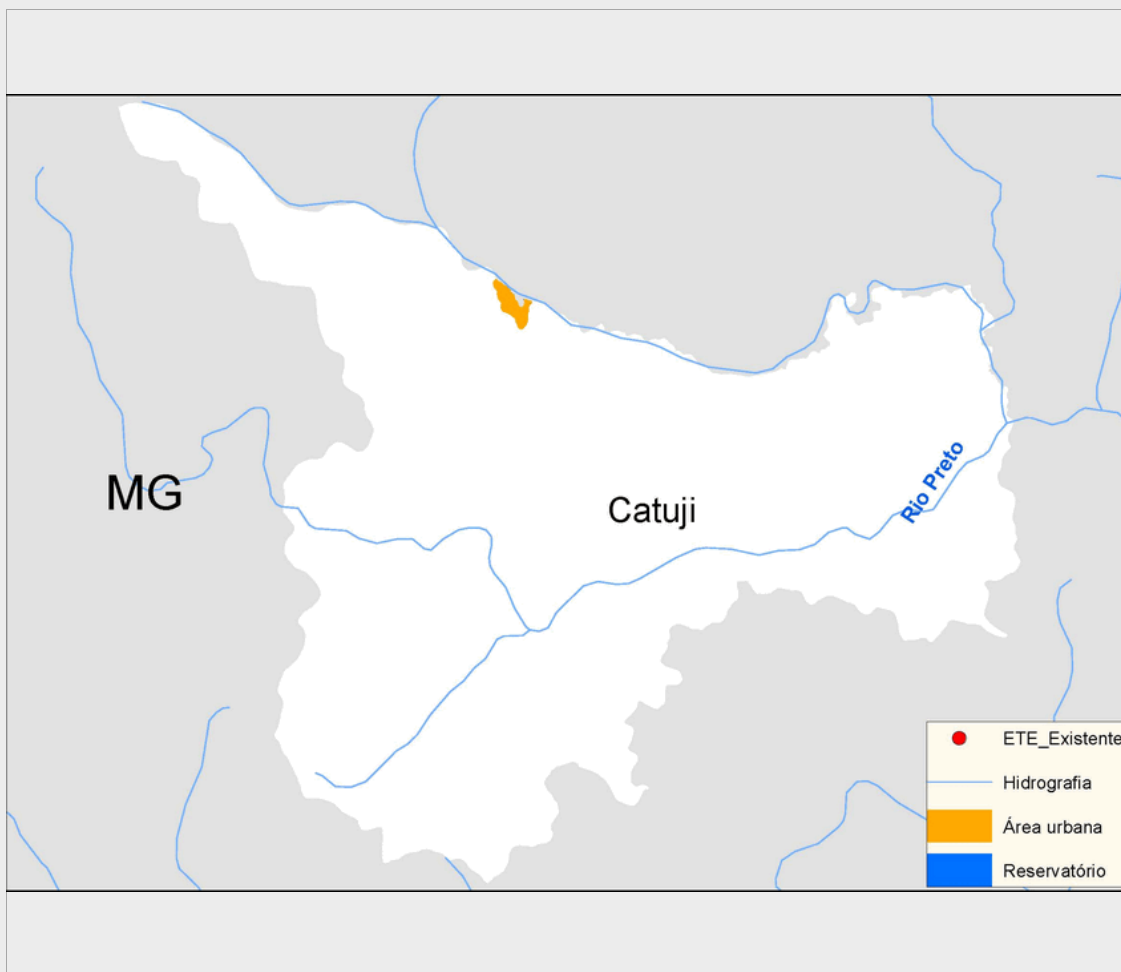 MG
Catuji
Rio Preto
ETE_Existente
Hidrografia
Área urbana
Reservatório